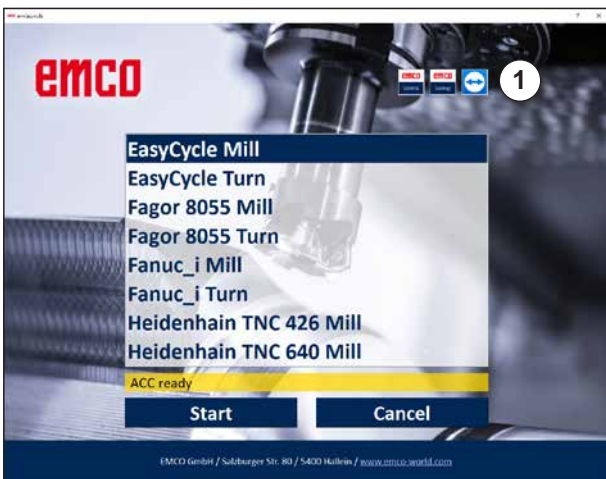 emco
emco emco
1
EasyCycle Mill
EasyCycle Turn
Fagor 8055 Mill
Fagor 8055 Turn
Fanuc_i Mill
Fanuc_i Turn
Heidenhain TNC 426 Mill
Heidenhain TNC 640 Mill
ACC ready
Start Cancel
EMCO GmbH / Salzburger Str. 80 / 5400 Hallein / www.emco-world.com